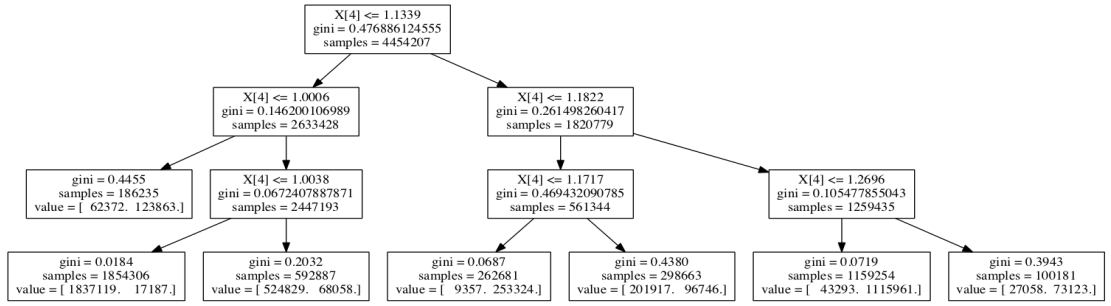 X[4] <= 1.1339
gini = 0.476886124555
samples = 4454207
X[4] <= 1.0006
gini = 0.146200106989
samples = 2633428
X[4] <= 1.1822
gini = 0.261498260417
samples = 1820779
gini = 0.4455
samples = 186235
value = [ 62372. 123863.]
X[4] <= 1.0038
gini = 0.0672407887871
samples = 2447193
X[4] <= 1.1717
gini = 0.469432090785
samples = 561344
X[4] <= 1.2696
gini = 0.105477855043
samples = 1259435
gini = 0.0184
samples = 1854306
value = [ 1837119. 17187.]
gini = 0.2032
samples = 592887
value = [ 524829. 68058.]
gini = 0.0687
samples = 262681
value = [ 9357. 253324.]
gini = 0.4380
samples = 298663
value = [ 201917. 96746.]
gini = 0.0719
samples = 1159254
value = [ 43293. 1115961.]
gini = 0.3943
samples = 100181
value = [ 27058. 73123.]